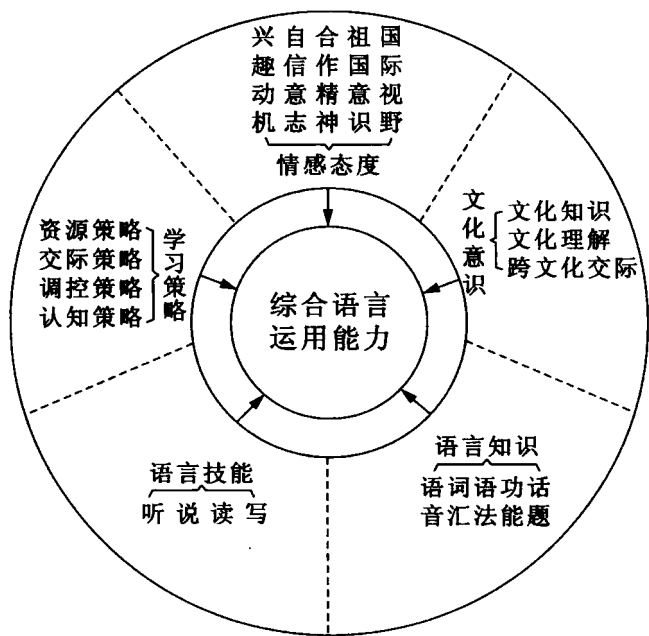 兴自合祖国
趣信作国际
动意精意视
机志神识野
情感态度
资源策略
交际策略
调控策略
认知策略
学习策略
文化意识
文化知识
文化理解
跨文化交际
综合语言
运用能力
语言技能
听说读写
语言知识
语词语功话
音汇法能题